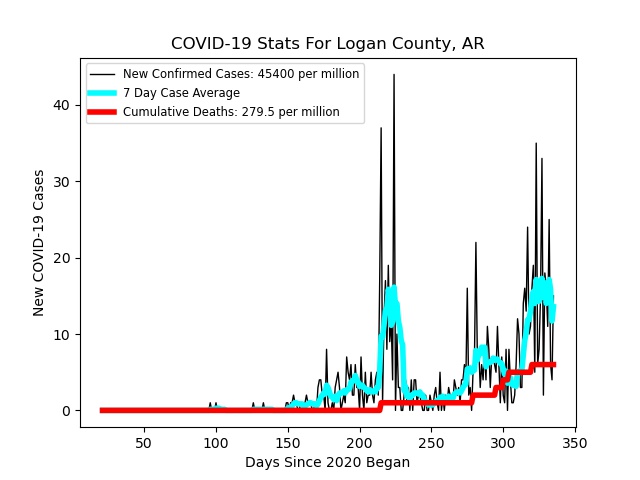 COVID-19 Stats For Logan County, AR
New Confirmed Cases: 45400 per million
7 Day Case Average
Cumulative Deaths: 279.5 per million
New COVID-19 Cases
40
30
20
10
0
50
100
150
200
250
300
350
Days Since 2020 Began